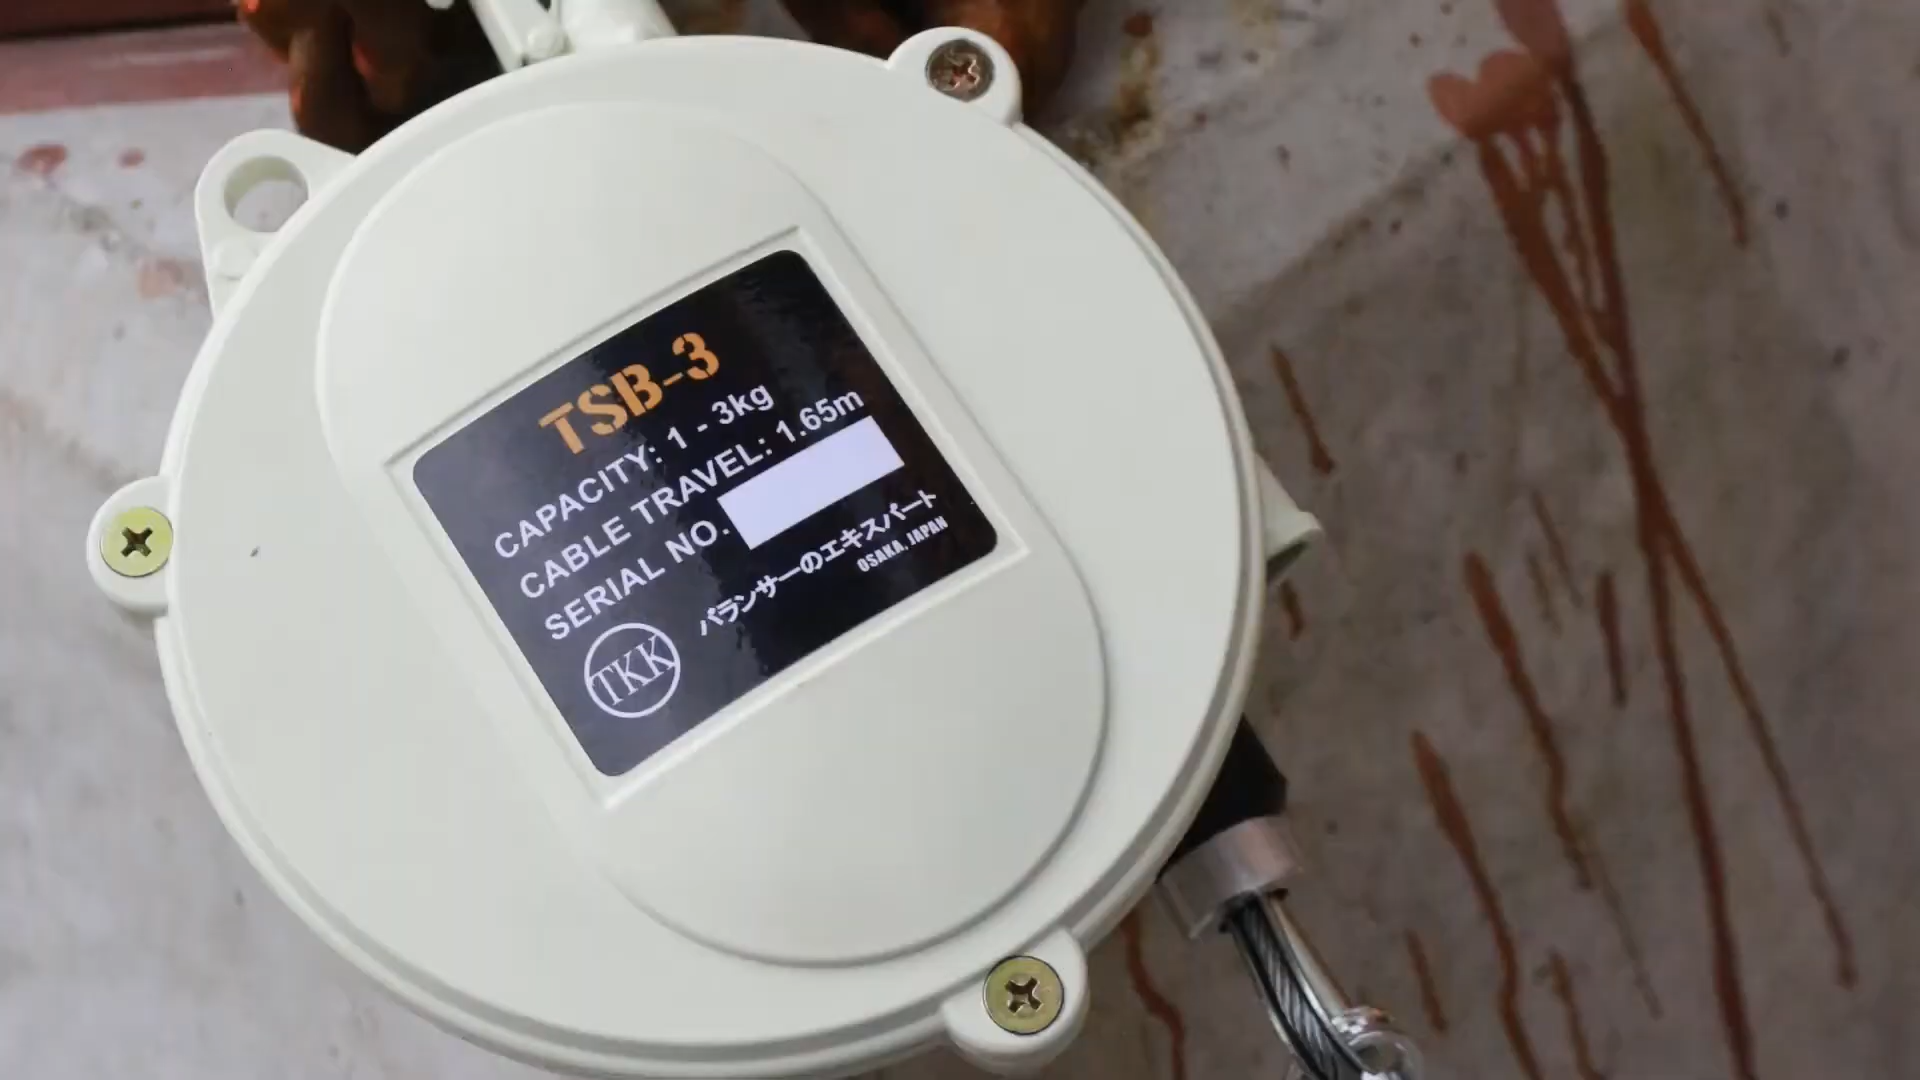 TSB-3
CAPACITY: 1 - 3kg
CABLE TRAVEL: 1.65m
SERIAL NO.
バランサーのエキスパート
OSAKA, JAPAN
TKK